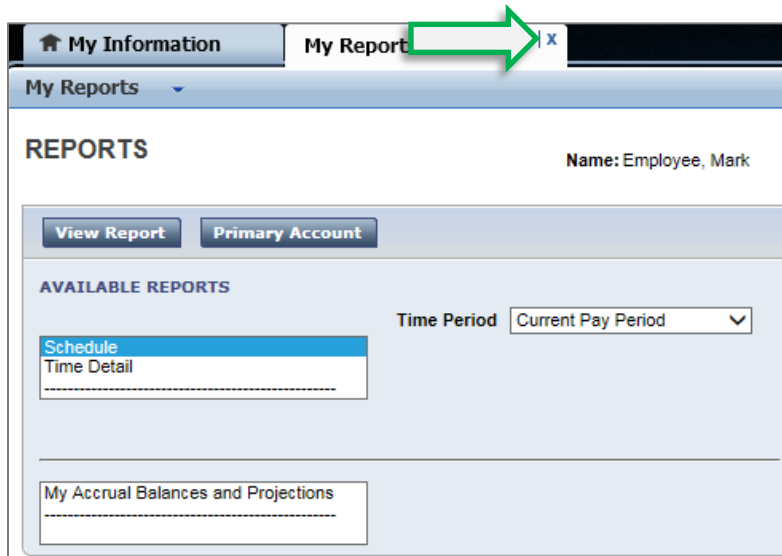 My Information
My Report
x
My Reports
REPORTS
Name: Employee, Mark
View Report
Primary Account
AVAILABLE REPORTS
Time Period Current Pay Period
Schedule
Time Detail
------------------------------------------------
My Accrual Balances and Projections
------------------------------------------------